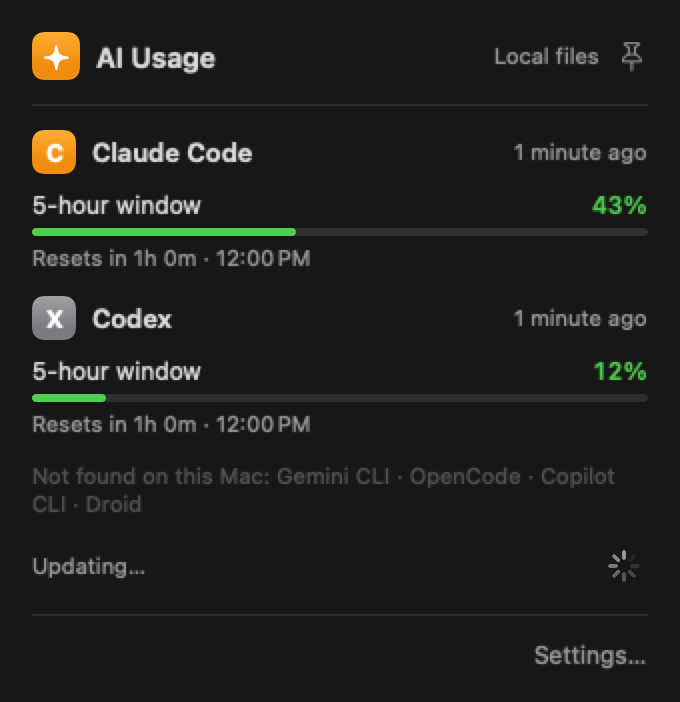 AI Usage Local files
C Claude Code 1 minute ago
5-hour window 43%
Resets in 1h 0m · 12:00 PM
X Codex 1 minute ago
5-hour window 12%
Resets in 1h 0m · 12:00 PM
Not found on this Mac: Gemini CLI · OpenCode · Copilot
CLI · Droid
Updating...
Settings...